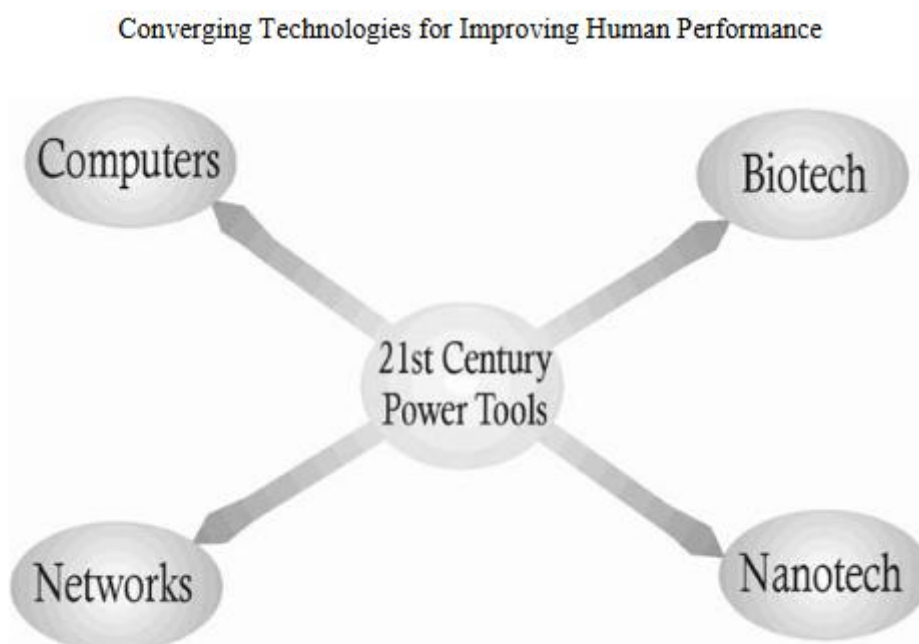 Converging Technologies for Improving Human Performance
Computers
Biotech
21st Century
Power Tools
Networks
Nanotech